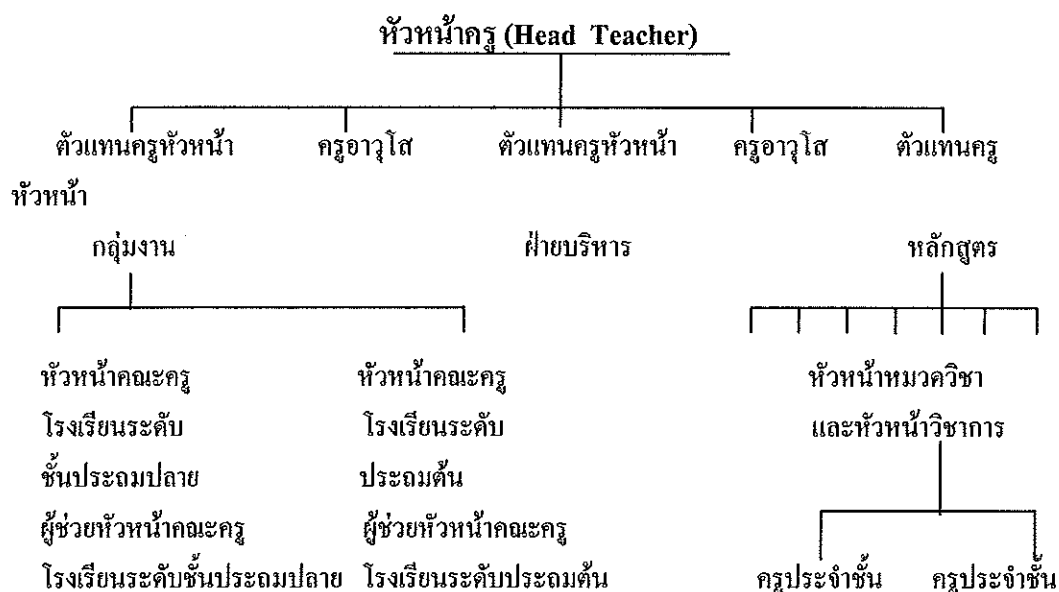 หัวหน้าครู (Head Teacher)
ตัวแทนครูหัวหน้า ครูอาวุโส ตัวแทนครูหัวหน้า ครูอาวุโส ตัวแทนครู
หัวหน้า
กลุ่มงาน ฝ่ายบริหาร หลักสูตร
หัวหน้าคณะครู หัวหน้าคณะครู หัวหน้าหมวดวิชา
โรงเรียนระดับ โรงเรียนระดับ และหัวหน้าวิชาการ
ชั้นประถมปลาย ประถมต้น
ผู้ช่วยหัวหน้าคณะครู ผู้ช่วยหัวหน้าคณะครู
โรงเรียนระดับชั้นประถมปลาย โรงเรียนระดับประถมต้น ครูประจำชั้น ครูประจำชั้น